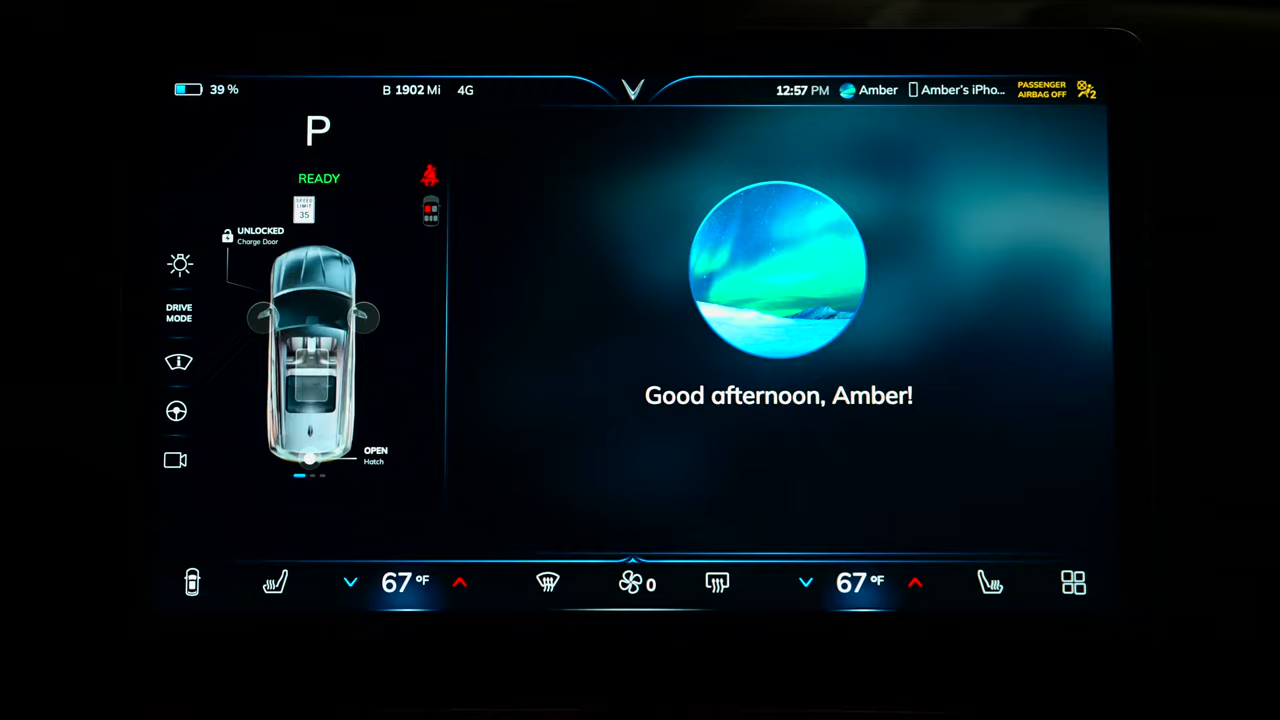 39 %
B 1902 Mi
4G
12:57 PM
Amber
Amber's iPho...
PASSENGER
AIRBAG OFF
2
P
READY
SPEED
LIMIT
35
UNLOCKED
Charge Door
DRIVE
MODE
OPEN
Hatch
Good afternoon, Amber!
67 °F
0
67 °F